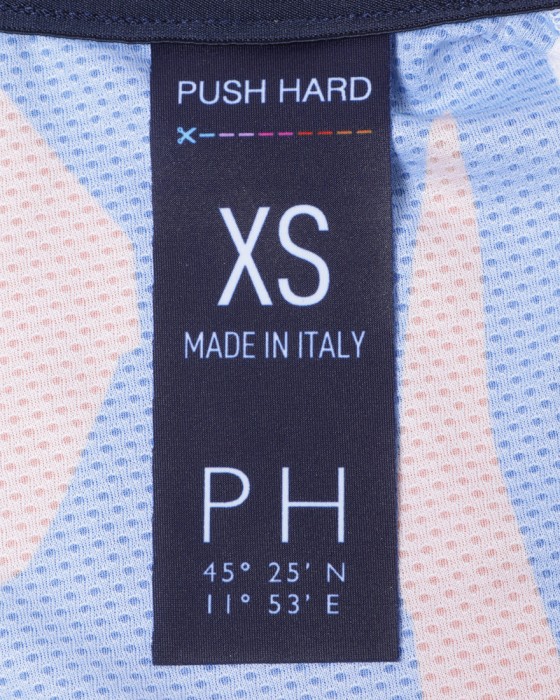 PUSH HARD
XS
MADE IN ITALY
PH
45° 25' N
11° 53' E